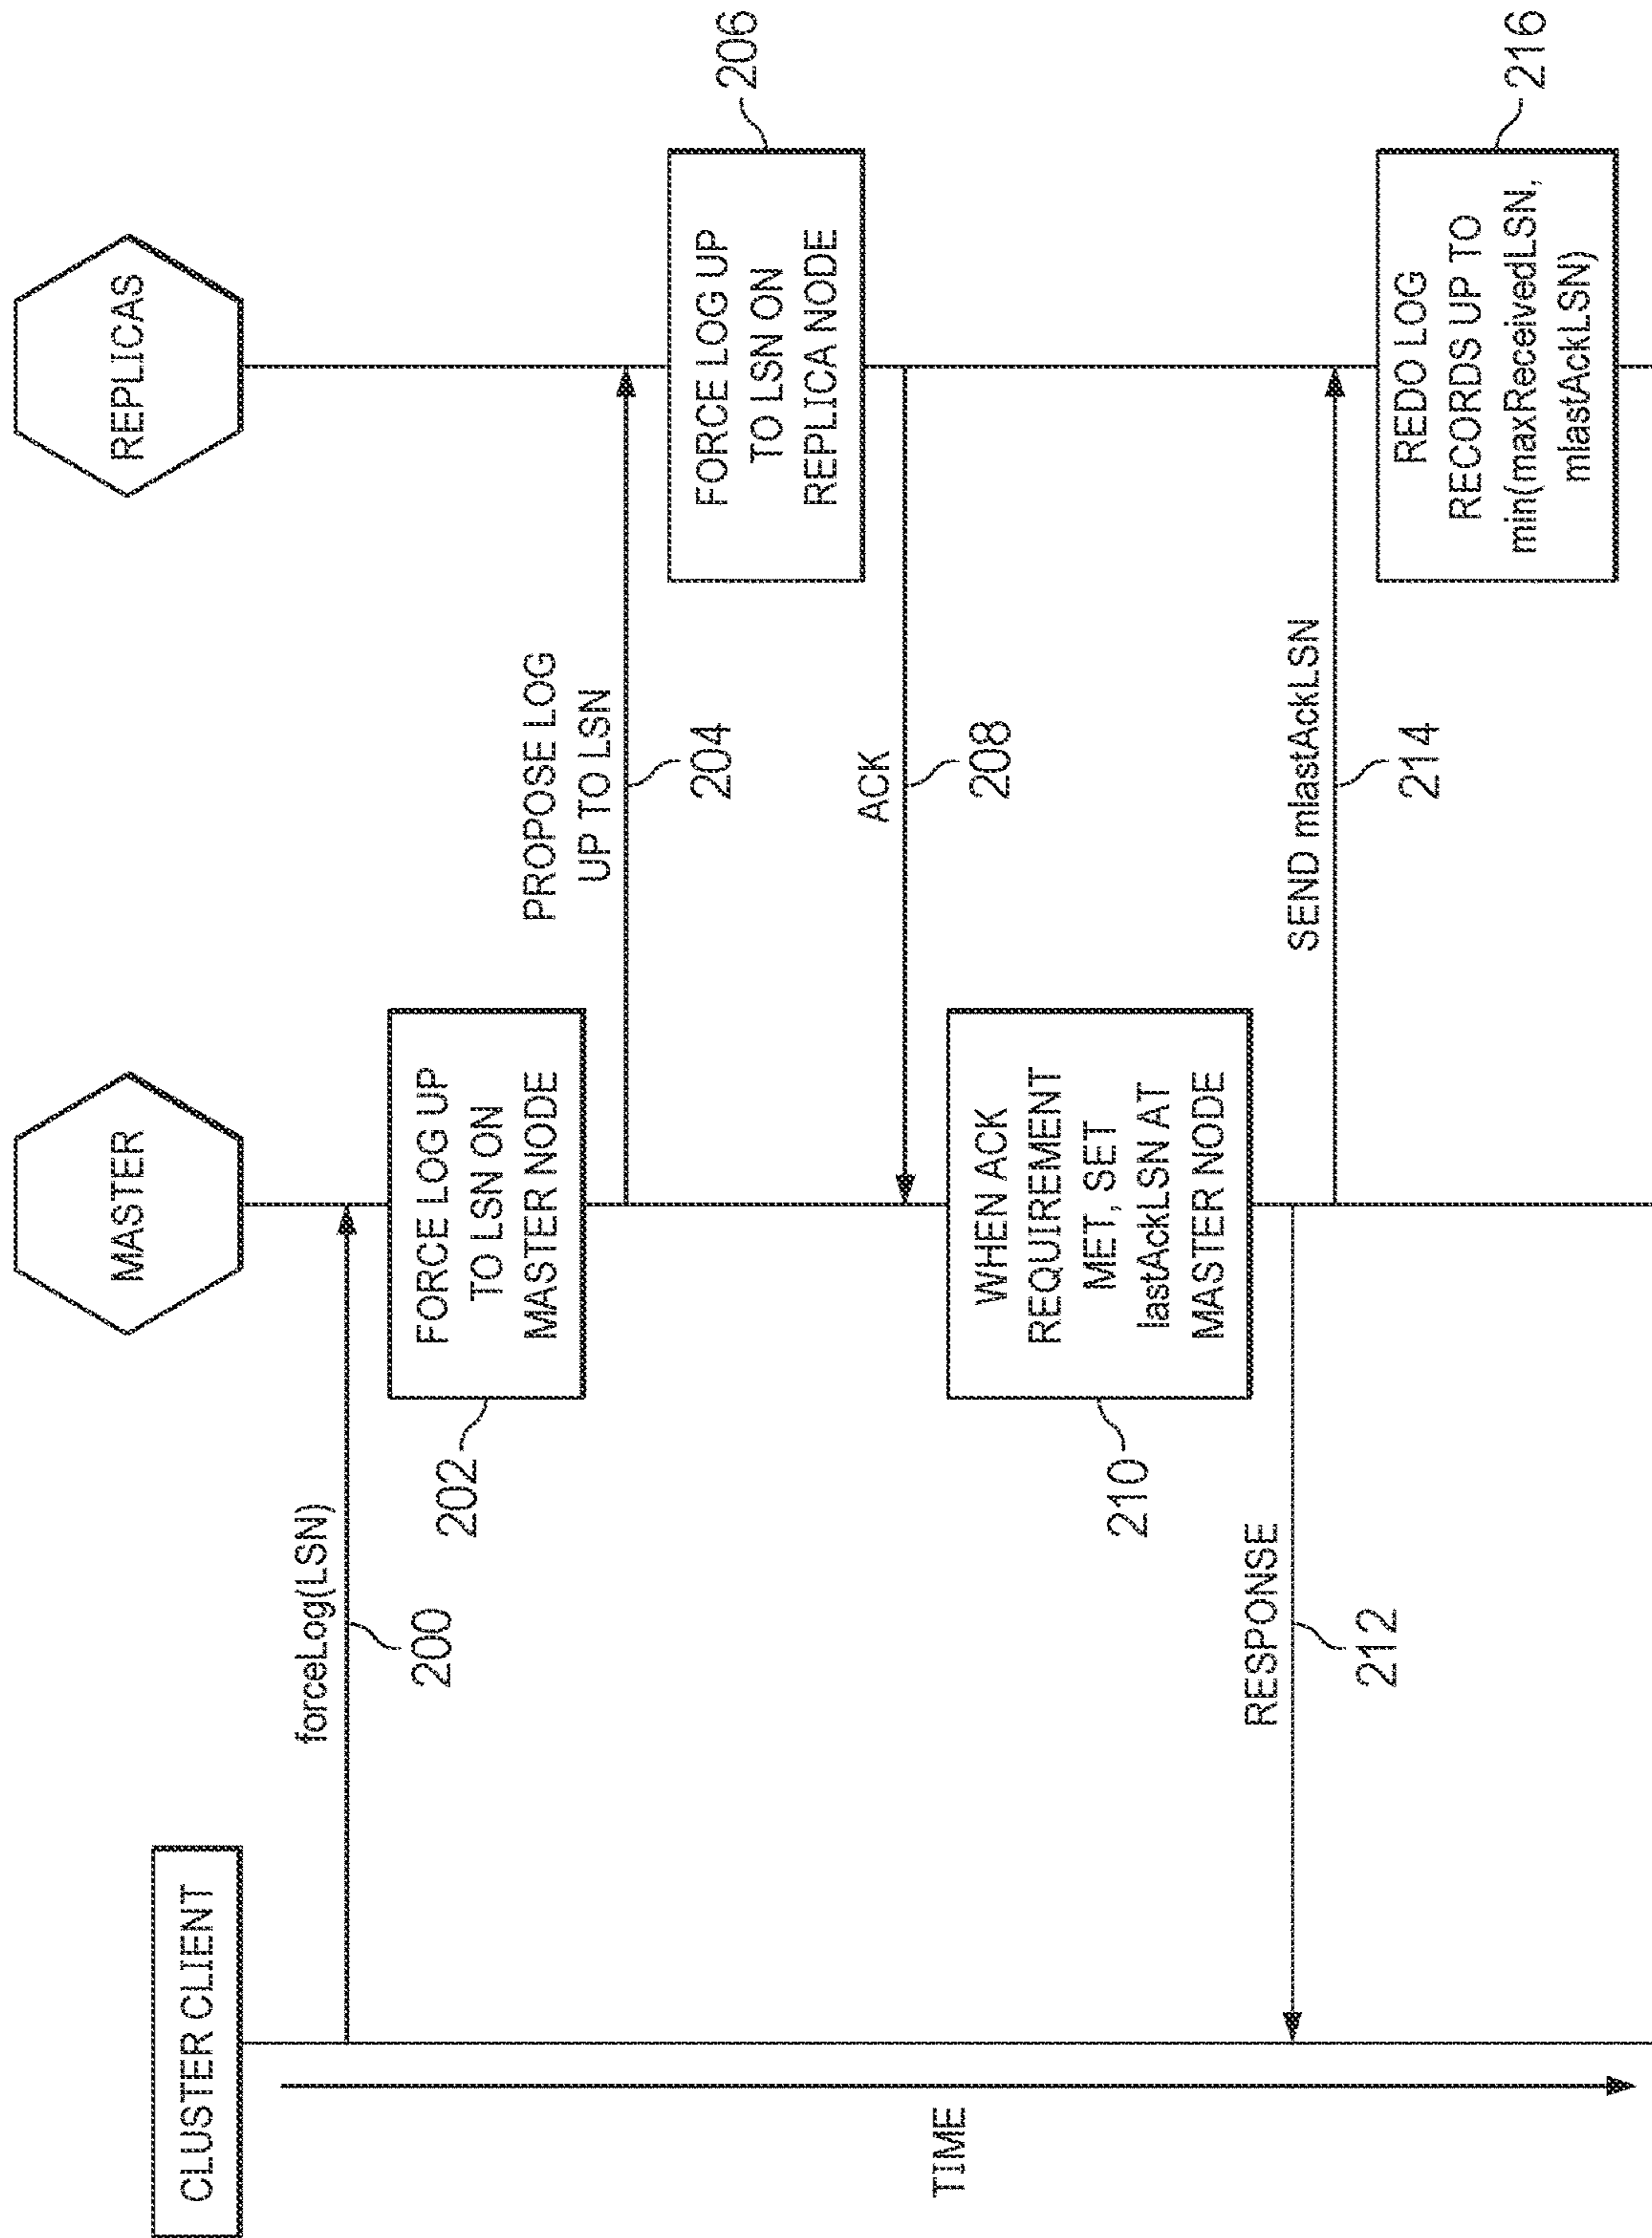 CLUSTER CLIENT
MASTER
REPLICAS
TIME
forceLog(LSN)
200
FORCE LOG UP
TO LSN ON
MASTER NODE
202
PROPOSE LOG
UP TO LSN
204
FORCE LOG UP
TO LSN ON
REPLICA NODE
206
ACK
208
WHEN ACK
REQUIREMENT
MET, SET
lastAckLSN AT
MASTER NODE
210
RESPONSE
212
SEND mlastAckLSN
214
REDO LOG
RECORDS UP TO
min(maxReceivedLSN,
mlastAckLSN)
216